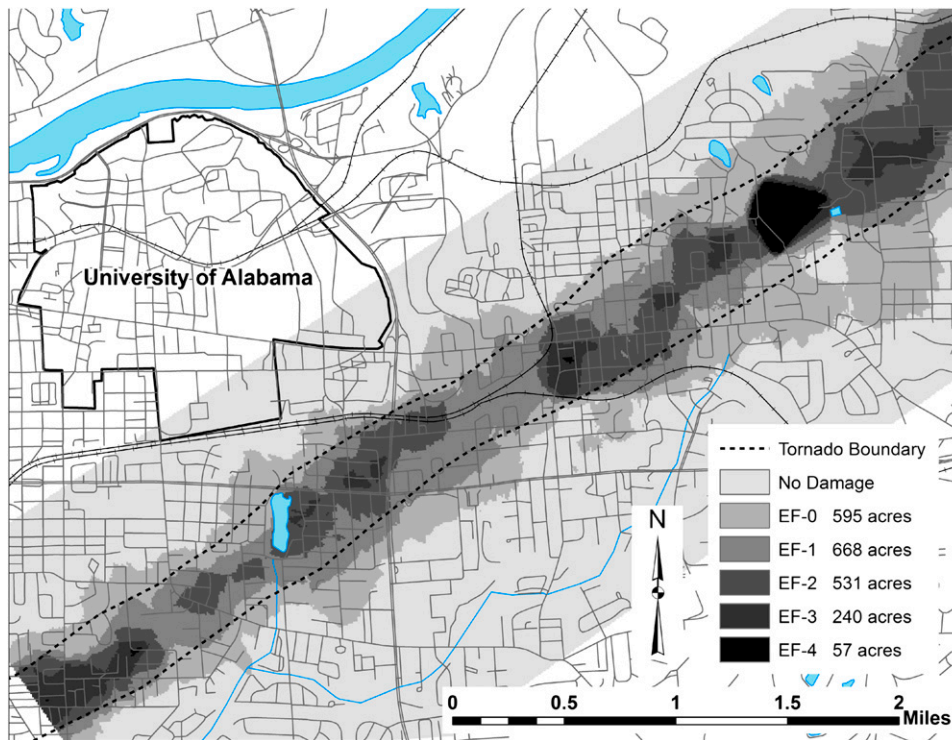 University of Alabama
Tornado Boundary
No Damage
EF-0 595 acres
EF-1 668 acres
EF-2 531 acres
EF-3 240 acres
EF-4 57 acres
N
0 0.5 1 1.5 2
Miles